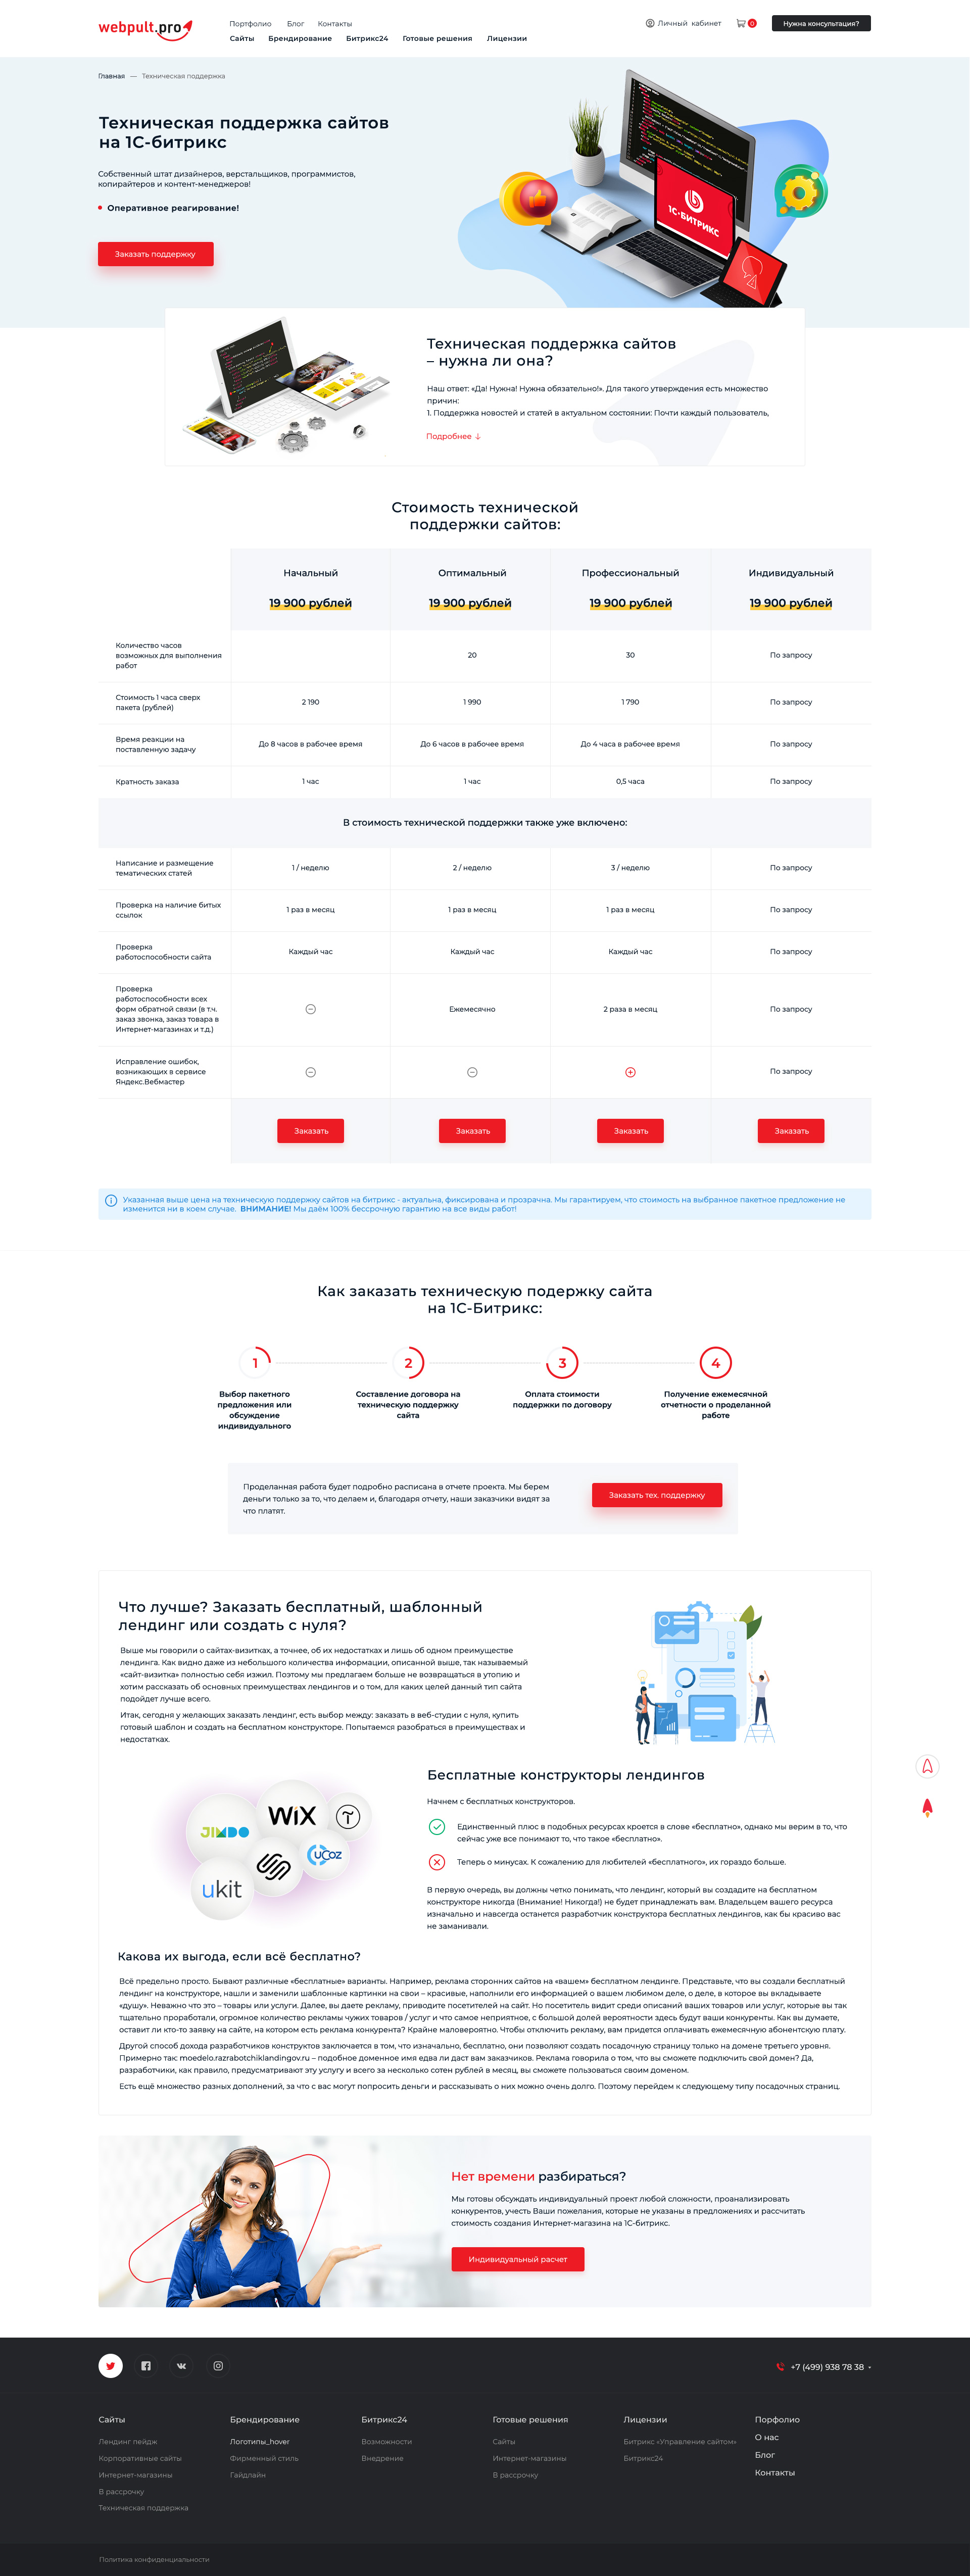 webpult.pro
Портфолио Блог Контакты
Сайты Брендирование Битрикс24 Готовые решения Лицензии
Личный кабинет
0
Нужна консультация?
Главная — Техническая поддержка
Техническая поддержка сайтов
на 1С-битрикс
Собственный штат дизайнеров, верстальщиков, программистов,
копирайтеров и контент-менеджеров!
Оперативное реагирование!
Заказать поддержку
1С·БИТРИКС
Техническая поддержка сайтов
– нужна ли она?
Наш ответ: «Да! Нужна! Нужна обязательно!». Для такого утверждения есть множество
причин:
1. Поддержка новостей и статей в актуальном состоянии: Почти каждый пользователь,
Подробнее ↓
Стоимость технической
поддержки сайтов:
Начальный Оптимальный Профессиональный Индивидуальный
19 900 рублей 19 900 рублей 19 900 рублей 19 900 рублей
Количество часов
возможных для выполнения
работ
20 30 По запросу
Стоимость 1 часа сверх
пакета (рублей)
2 190 1 990 1 790 По запросу
Время реакции на
поставленную задачу
До 8 часов в рабочее время До 6 часов в рабочее время До 4 часа в рабочее время По запросу
Кратность заказа 1 час 1 час 0,5 часа По запросу
В стоимость технической поддержки также уже включено:
Написание и размещение
тематических статей
1 / неделю 2 / неделю 3 / неделю По запросу
Проверка на наличие битых
ссылок
1 раз в месяц 1 раз в месяц 1 раз в месяц По запросу
Проверка
работоспособности сайта
Каждый час Каждый час Каждый час По запросу
Проверка
работоспособности всех
форм обратной связи (в т.ч.
заказ звонка, заказ товара в
Интернет-магазинах и т.д.)
Ежемесячно 2 раза в месяц По запросу
Исправление ошибок,
возникающих в сервисе
Яндекс.Вебмастер
По запросу
Заказать Заказать Заказать Заказать
Указанная выше цена на техническую поддержку сайтов на битрикс - актуальна, фиксирована и прозрачна. Мы гарантируем, что стоимость на выбранное пакетное предложение не
изменится ни в коем случае. ВНИМАНИЕ! Мы даём 100% бессрочную гарантию на все виды работ!
Как заказать техническую подержку сайта
на 1С-Битрикс:
1 2 3 4
Выбор пакетного
предложения или
обсуждение
индивидуального
Составление договора на
техническую поддержку
сайта
Оплата стоимости
поддержки по договору
Получение ежемесячной
отчетности о проделанной
работе
Проделанная работа будет подробно расписана в отчете проекта. Мы берем
деньги только за то, что делаем и, благодаря отчету, наши заказчики видят за
что платят.
Заказать тех. поддержку
Что лучше? Заказать бесплатный, шаблонный
лендинг или создать с нуля?
Выше мы говорили о сайтах-визитках, а точнее, об их недостатках и лишь об одном преимуществе
лендинга. Как видно даже из небольшого количества информации, описанной выше, так называемый
«сайт-визитка» полностью себя изжил. Поэтому мы предлагаем больше не возвращаться в утопию и
хотим рассказать об основных преимуществах лендингов и о том, для каких целей данный тип сайта
подойдет лучше всего.
Итак, сегодня у желающих заказать лендинг, есть выбор между: заказать в веб-студии с нуля, купить
готовый шаблон и создать на бесплатном конструкторе. Попытаемся разобраться в преимуществах и
недостатках.
JIMDO
WiX
uCoz
ukit
Бесплатные конструкторы лендингов
Начнем с бесплатных конструкторов.
Единственный плюс в подобных ресурсах кроется в слове «бесплатно», однако мы верим в то, что
сейчас уже все понимают то, что такое «бесплатно».
Теперь о минусах. К сожалению для любителей «бесплатного», их гораздо больше.
В первую очередь, вы должны четко понимать, что лендинг, который вы создадите на бесплатном
конструкторе никогда (Внимание! Никогда!) не будет принадлежать вам. Владельцем вашего ресурса
изначально и навсегда останется разработчик конструктора бесплатных лендингов, как бы красиво вас
не заманивали.
Какова их выгода, если всё бесплатно?
Всё предельно просто. Бывают различные «бесплатные» варианты. Например, реклама сторонних сайтов на «вашем» бесплатном лендинге. Представьте, что вы создали бесплатный
лендинг на конструкторе, нашли и заменили шаблонные картинки на свои – красивые, наполнили его информацией о вашем любимом деле, о деле, в которое вы вкладываете
«душу». Неважно что это – товары или услуги. Далее, вы даете рекламу, приводите посетителей на сайт. Но посетитель видит среди описаний ваших товаров или услуг, которые вы так
тщательно проработали, огромное количество рекламы чужих товаров / услуг и что самое неприятное, с большой долей вероятности здесь будут ваши конкуренты. Как вы думаете,
оставит ли кто-то заявку на сайте, на котором есть реклама конкурента? Крайне маловероятно. Чтобы отключить рекламу, вам придется оплачивать ежемесячную абонентскую плату.
Другой способ дохода разработчиков конструктов заключается в том, что изначально, бесплатно, они позволяют создать посадочную страницу только на домене третьего уровня.
Примерно так: moedelo.razrabotchiklandingov.ru – подобное доменное имя едва ли даст вам заказчиков. Реклама говорила о том, что вы сможете подключить свой домен? Да,
разработчики, как правило, предусматривают эту услугу и всего за несколько сотен рублей в месяц, вы сможете пользоваться своим доменом.
Есть ещё множество разных дополнений, за что с вас могут попросить деньги и рассказывать о них можно очень долго. Поэтому перейдем к следующему типу посадочных страниц.
Нет времени разбираться?
Мы готовы обсуждать индивидуальный проект любой сложности, проанализировать
конкурентов, учесть Ваши пожелания, которые не указаны в предложениях и рассчитать
стоимость создания Интернет-магазина на 1С-битрикс.
Индивидуальный расчет
+7 (499) 938 78 38
Сайты Брендирование Битрикс24 Готовые решения Лицензии Порфолио
Лендинг пейдж Логотипы_hover Возможности Сайты Битрикс «Управление сайтом» О нас
Корпоративные сайты Фирменный стиль Внедрение Интернет-магазины Битрикс24 Блог
Интернет-магазины Гайдлайн В рассрочку Контакты
В рассрочку
Техническая поддержка
Политика конфиденциальности